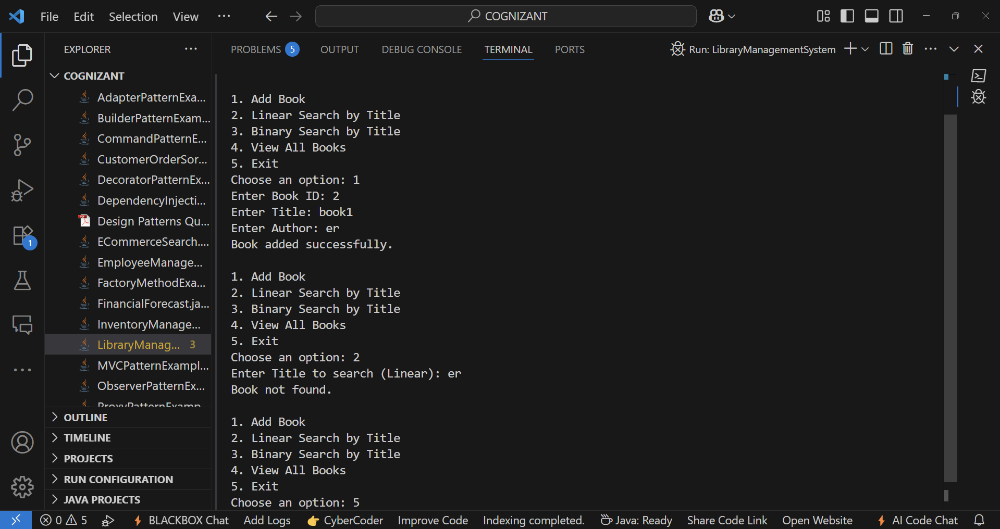 File Edit Selection View ...
COGNIZANT
EXPLORER ...
COGNIZANT
AdapterPatternExa...
BuilderPatternExam...
CommandPatternE...
CustomerOrderSor...
DecoratorPatternEx...
DependencyInjecti...
Design Patterns Qu...
ECommerceSearch....
EmployeeManage...
FactoryMethodExa...
FinancialForecast.ja...
InventoryManage...
LibraryManag... 3
MVCPatternExampl...
ObserverPatternEx...
ProxyPatternExamp
OUTLINE
TIMELINE
PROJECTS
RUN CONFIGURATION
JAVA PROJECTS
1
PROBLEMS 5 OUTPUT DEBUG CONSOLE TERMINAL PORTS
Run: LibraryManagementSystem
1. Add Book
2. Linear Search by Title
3. Binary Search by Title
4. View All Books
5. Exit
Choose an option: 1
Enter Book ID: 2
Enter Title: book1
Enter Author: er
Book added successfully.
1. Add Book
2. Linear Search by Title
3. Binary Search by Title
4. View All Books
5. Exit
Choose an option: 2
Enter Title to search (Linear): er
Book not found.
1. Add Book
2. Linear Search by Title
3. Binary Search by Title
4. View All Books
5. Exit
Choose an option: 5
0 5 BLACKBOX Chat Add Logs CyberCoder Improve Code Indexing completed. Java: Ready Share Code Link Open Website AI Code Chat